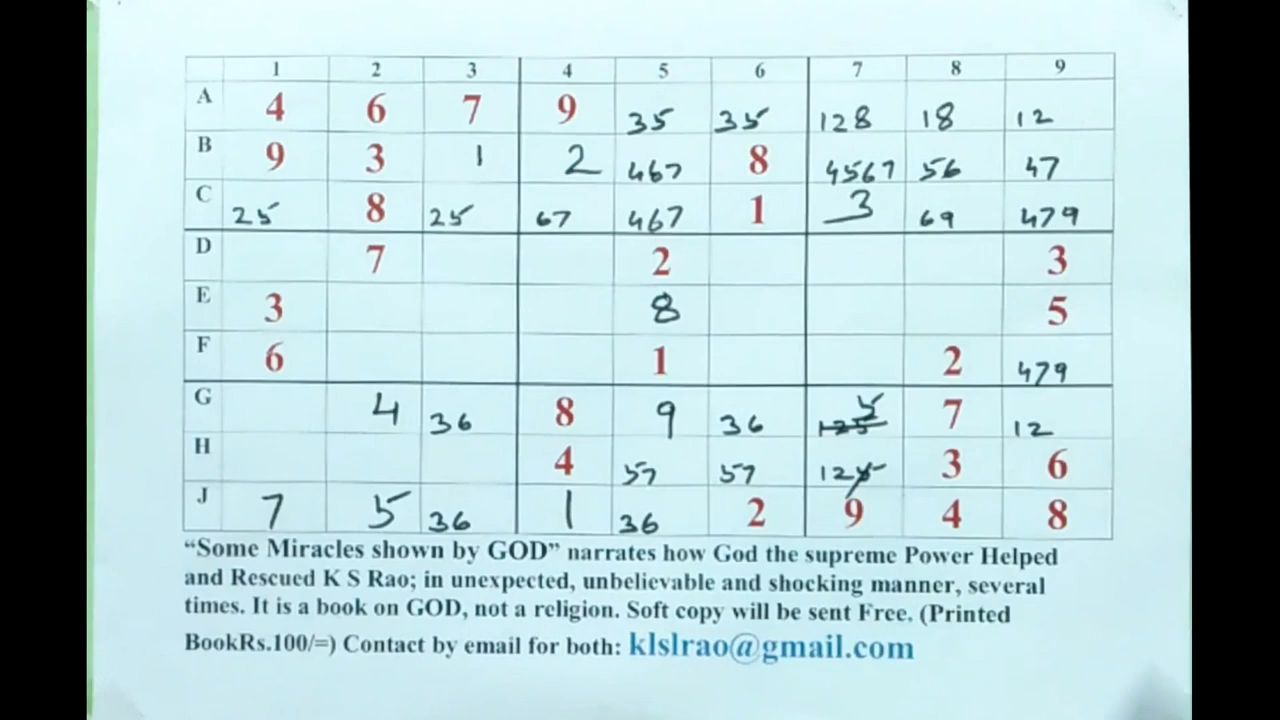 1 2 3 4 5 6 7 8 9
A 4 6 7 9 35 35 128 18 12
B 9 3 1 2 467 8 4567 56 47
C 25 8 25 67 467 1 3 69 479
D 7 2 3
E 3 8 5
F 6 1 2 479
G 4 36 8 9 36 125 5 7 12
H 4 57 57 125 3 6
J 7 5 36 1 36 2 9 4 8
“Some Miracles shown by GOD” narrates how God the supreme Power Helped
and Rescued K S Rao; in unexpected, unbelievable and shocking manner, several
times. It is a book on GOD, not a religion. Soft copy will be sent Free. (Printed
BookRs.100/=) Contact by email for both: klslrao@gmail.com